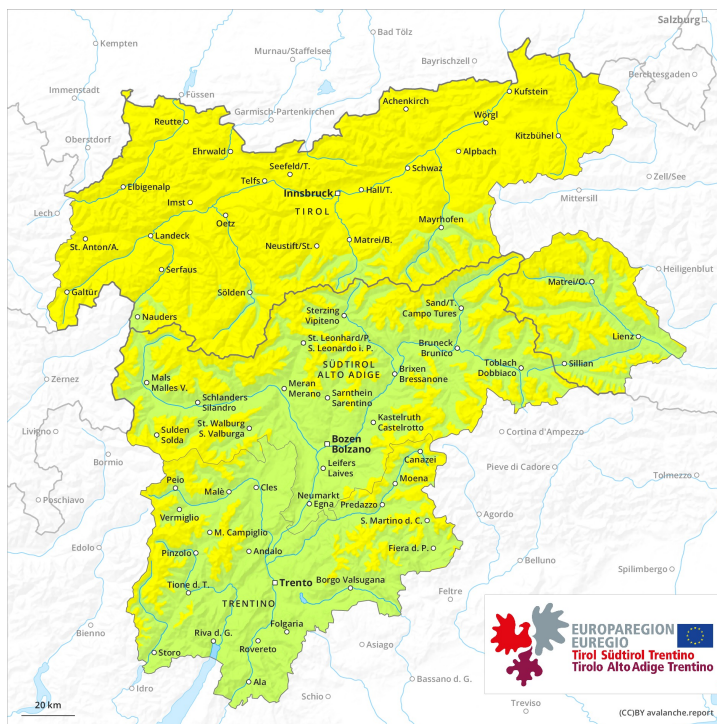 Salzburg
Kempten
Bad Tölz
Murnau/Staffelsee
Bayrischzell
Berchtesgaden
Immenstadt
Füssen
Garmisch-Partenkirchen
Achenkirch
Kufstein
Reutte
Wörgl
Oberstdorf
Ehrwald
Kitzbühel
Alpbach
Seefeld/T.
Schwaz
Telfs
Zell/See
Elbigenalp
Innsbruck
Hall/T.
Mittersill
Imst
TIROL
Lech
Oetz
Mayrhofen
Landeck
Matrei/B.
St. Anton/A.
Neustift/St.
Serfaus
Heiligenblut
Matrei/O.
Galtür
Sölden
Nauders
Sterzing
Vipiteno
Sand/T.
Campo Tures
Lienz
St. Leonhard/P.
S. Leonardo i. P.
Bruneck
Brunico
Toblach
Dobbiaco
Sillian
SÜDTIROL
ALTO ADIGE
Brixen
Bressanone
Mals
Malles V.
Meran
Merano
Zernez
Schlanders
Silandro
Sarnthein
Sarentino
Kastelruth
Castelrotto
St. Walburg
S. Valburga
Cortina d'Ampezzo
Livigno
Sulden
Solda
Bozen
Bolzano
Canazei
Bormio
Pieve di Cadore
Leifers
Laives
Tolmezzo
Peio
Malè
Cles
Moena
Poschiavo
Neumarkt
Egna
Predazzo
Vermiglio
Agordo
S. Martino d. C.
M. Campiglio
Edolo
Pinzolo
Andalo
Fiera d. P.
Belluno
Spilimbergo
Tione d. T.
Trento
Borgo Valsugana
Feltre
TRENTINO
Folgaria
Bienno
Riva d. G.
Rovereto
Asiago
Storo
Idro
Ala
Schio
Bassano d. G.
Treviso
EUROPAREGION
EUREGIO
Tirol Südtirol Trentino
Tirolo Alto Adige Trentino
20 km
(CC)BY avalanche.report